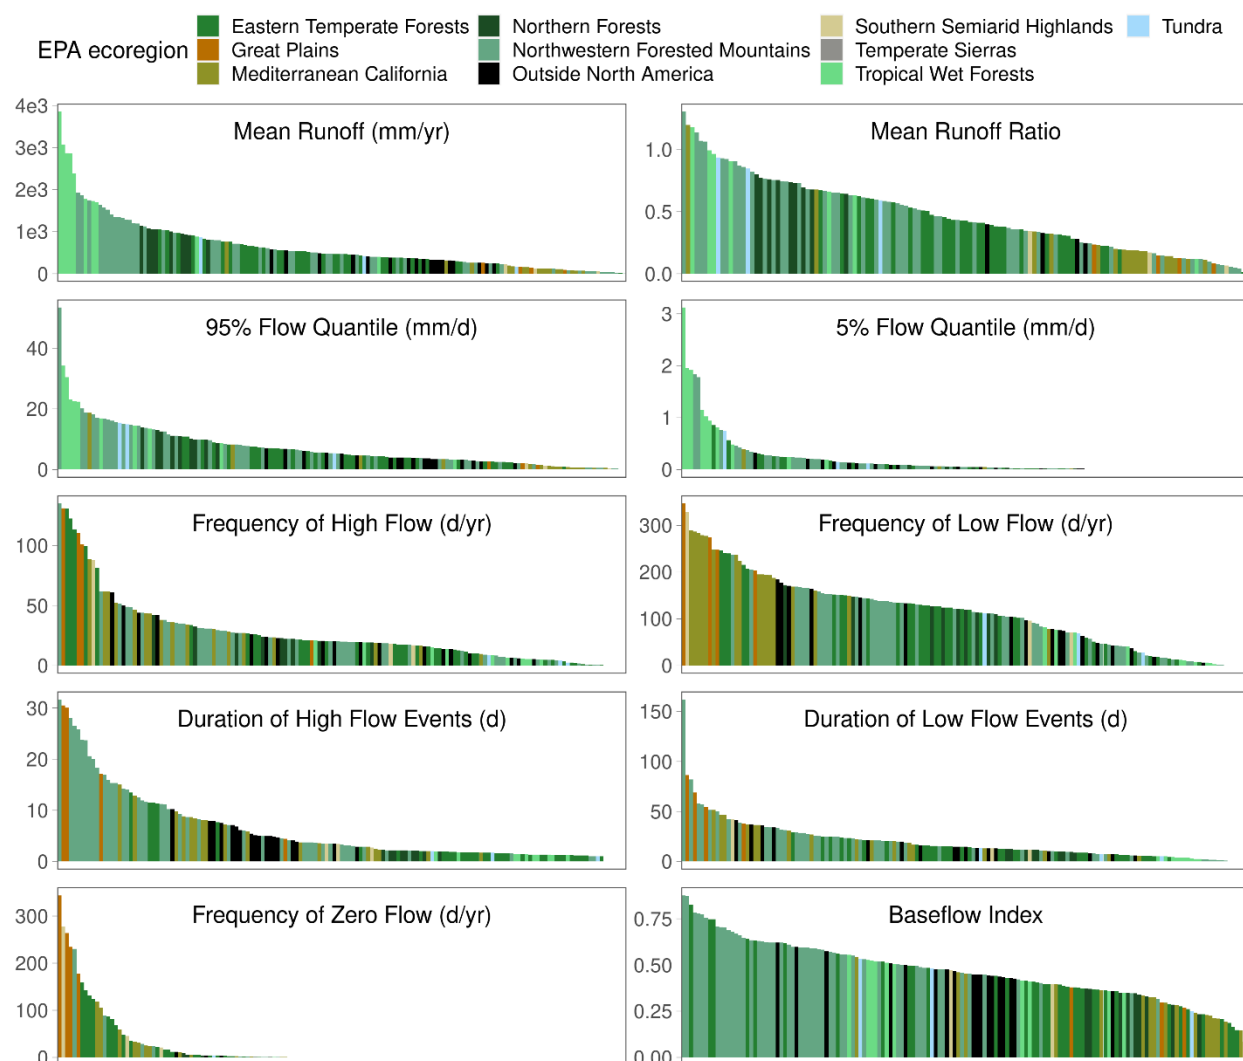 EPA ecoregion
Eastern Temperate Forests
Great Plains
Mediterranean California
Northern Forests
Northwestern Forested Mountains
Outside North America
Southern Semiarid Highlands
Temperate Sierras
Tropical Wet Forests
Tundra
Mean Runoff (mm/yr)
4e3
3e3
2e3
1e3
0
Mean Runoff Ratio
1.0
0.5
0.0
95% Flow Quantile (mm/d)
40
20
0
5% Flow Quantile (mm/d)
3
2
1
0
Frequency of High Flow (d/yr)
100
50
0
Frequency of Low Flow (d/yr)
300
200
100
0
Duration of High Flow Events (d)
30
20
10
0
Duration of Low Flow Events (d)
150
100
50
0
Frequency of Zero Flow (d/yr)
300
200
100
0
Baseflow Index
0.75
0.50
0.25
0.00